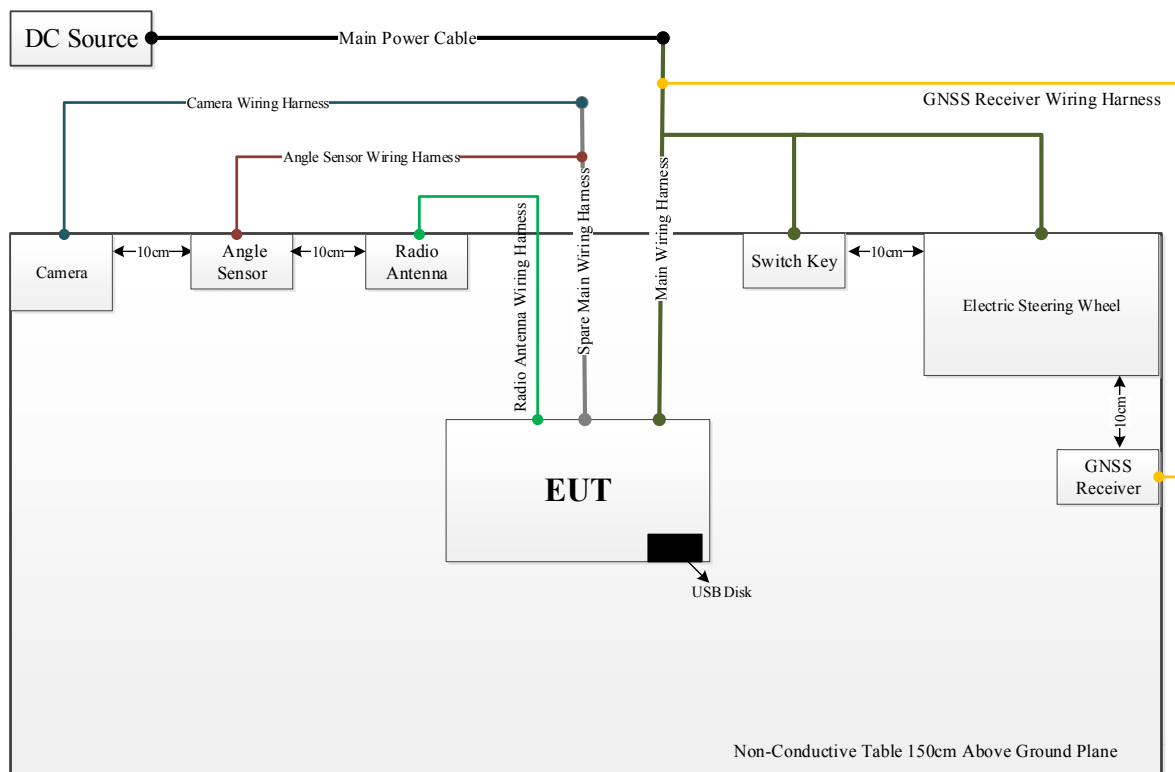 DC Source
Main Power Cable
Camera Wiring Harness
GNSS Receiver Wiring Harness
Angle Sensor Wiring Harness
Radio Antenna Wiring Harness
Spare Main Wiring Harness
Main Wiring Harness
Camera
10cm
Angle
Sensor
10cm
Radio
Antenna
Switch Key
10cm
Electric Steering Wheel
10cm
GNSS
Receiver
EUT
USB Disk
Non-Conductive Table 150cm Above Ground Plane